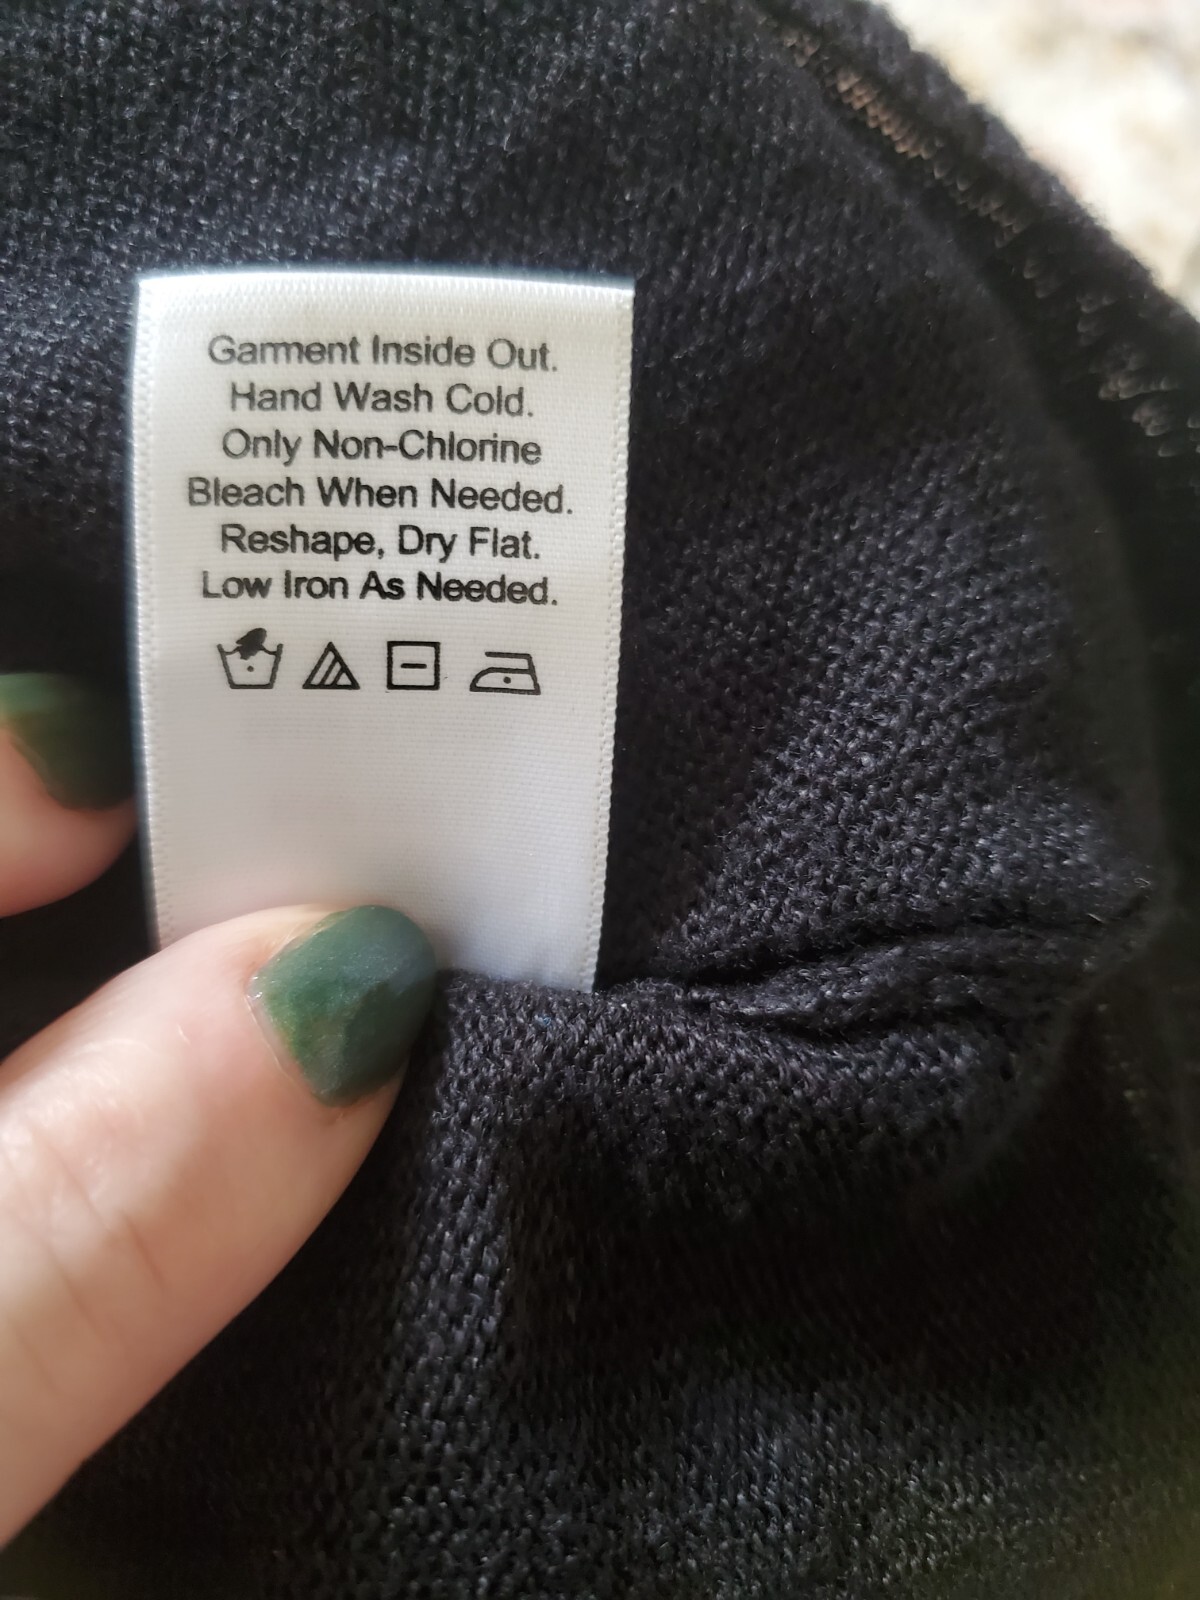 Garment Inside Out.
Hand Wash Cold.
Only Non-Chlorine
Bleach When Needed.
Reshape, Dry Flat.
Low Iron As Needed.